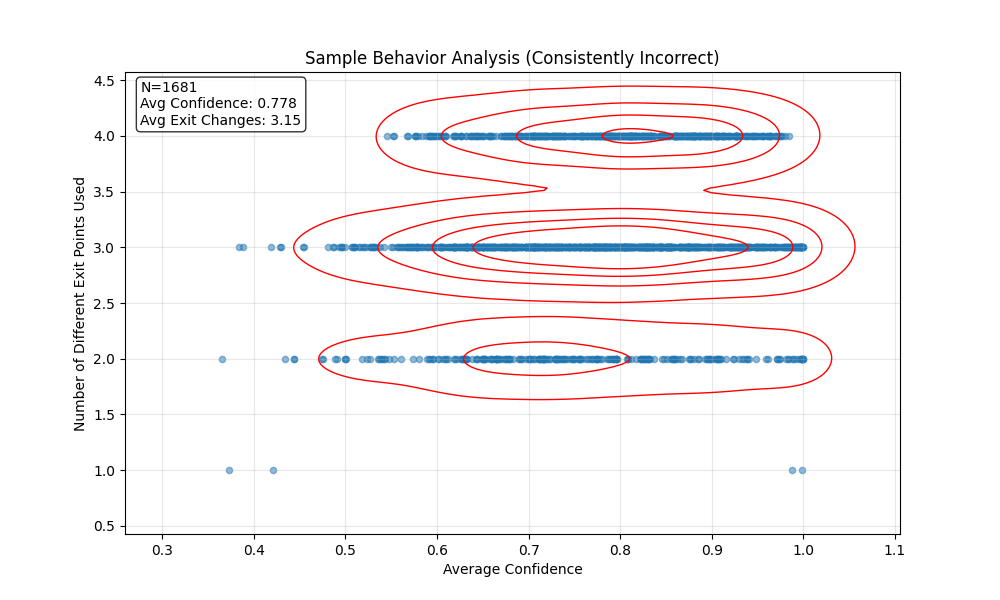 Sample Behavior Analysis (Consistently Incorrect)
N=1681
Avg Confidence: 0.778
Avg Exit Changes: 3.15
Number of Different Exit Points Used
4.5
4.0
3.5
3.0
2.5
2.0
1.5
1.0
0.5
0.3 0.4 0.5 0.6 0.7 0.8 0.9 1.0 1.1
Average Confidence